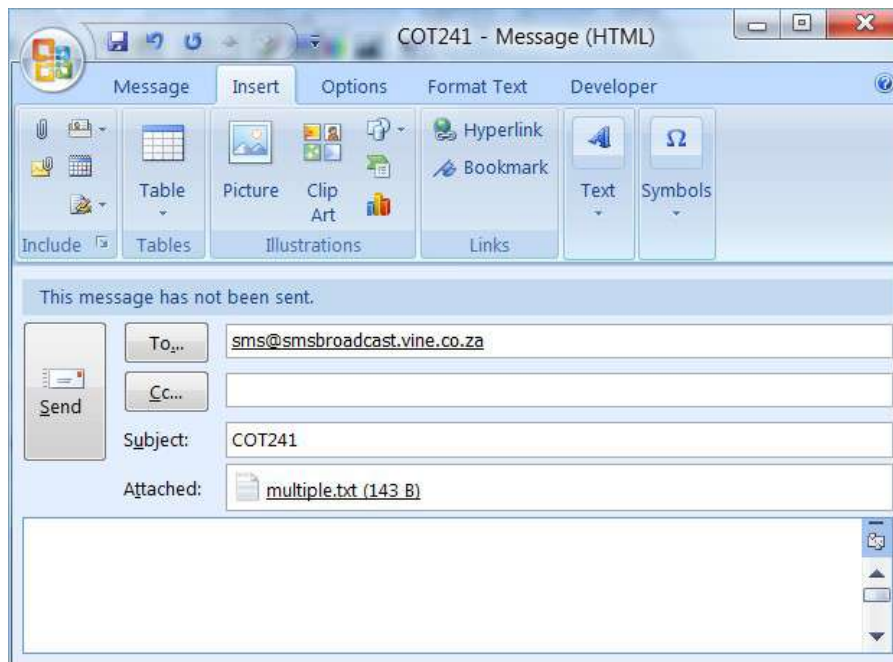 COT241 - Message (HTML)
Message Insert Options Format Text Developer
Hyperlink
Bookmark
Table Picture Clip Art Text Symbols
Include Tables Illustrations Links
This message has not been sent.
Send
To...
sms@smsbroadcast.vine.co.za
Cc...
Subject: COT241
Attached: multiple.txt (143 B)